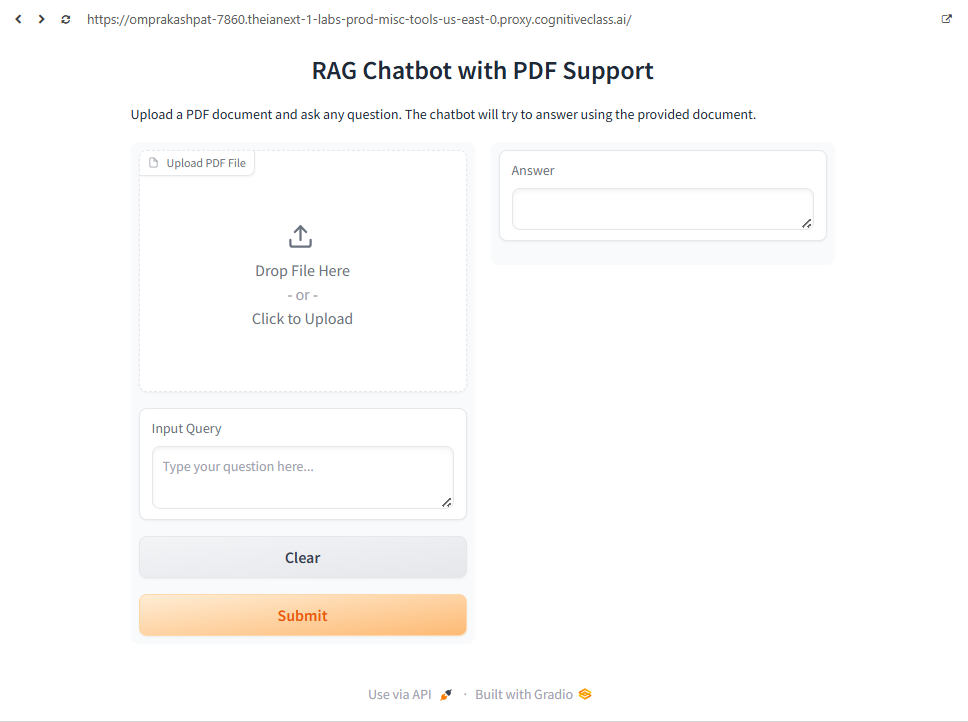 https://omprakashpat-7860.theianext-1-labs-prod-misc-tools-us-east-0.proxy.cognitiveclass.ai/
RAG Chatbot with PDF Support
Upload a PDF document and ask any question. The chatbot will try to answer using the provided document.
Upload PDF File
Drop File Here
- or -
Click to Upload
Input Query
Type your question here...
Clear
Submit
Answer
Use via API · Built with Gradio